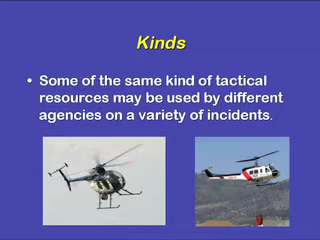 Kinds
• Some of the same kind of tactical
resources may be used by different
agencies on a variety of incidents.